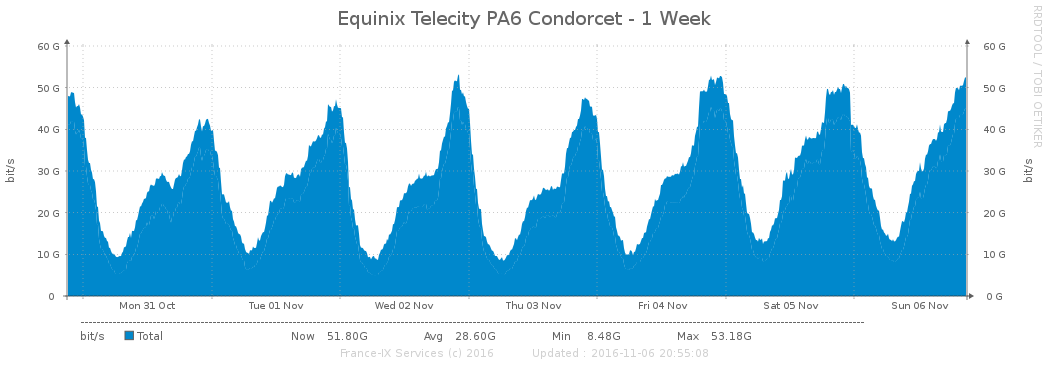 Equinix Telecity PA6 Condorcet - 1 Week
RRDTOOL / TOBI OETIKER
60 G 60 G
50 G 50 G
40 G 40 G
30 G 30 G
20 G 20 G
10 G 10 G
0 0 G
bit/s bit/s
Mon 31 Oct Tue 01 Nov Wed 02 Nov Thu 03 Nov Fri 04 Nov Sat 05 Nov Sun 06 Nov
bit/s Total Now 51.80G Avg 28.60G Min 8.48G Max 53.18G
France-IX Services (c) 2016 Updated : 2016-11-06 20:55:08